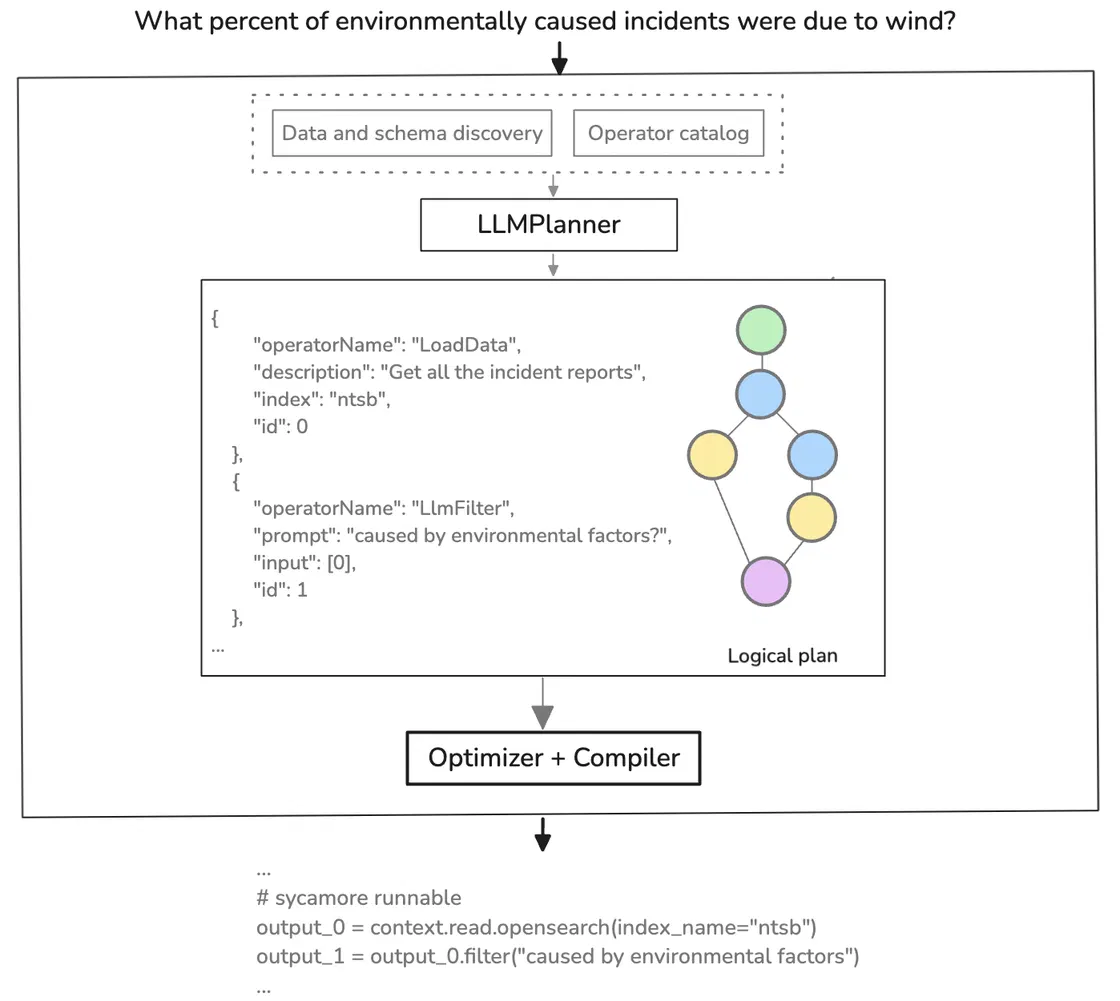 What percent of environmentally caused incidents were due to wind?
Data and schema discovery
Operator catalog
LLMPlanner
{
"operatorName": "LoadData",
"description": "Get all the incident reports",
"index": "ntsb",
"id": 0
},
{
"operatorName": "LlmFilter",
"prompt": "caused by environmental factors?",
"input": [0],
"id": 1
},
...
Logical plan
Optimizer + Compiler
...
# sycamore runnable
output_0 = context.read.opensearch(index_name="ntsb")
output_1 = output_0.filter("caused by environmental factors")
...